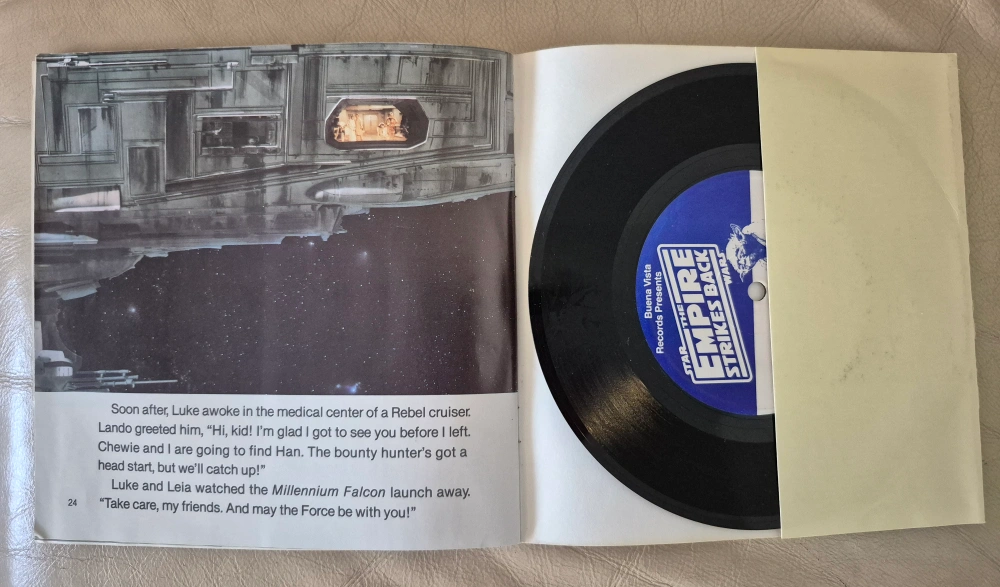 Soon after, Luke awoke in the medical center of a Rebel cruiser.
Lando greeted him, “Hi, kid! I’m glad I got to see you before I left.
Chewie and I are going to find Han. The bounty hunter’s got a
head start, but we’ll catch up!”
Luke and Leia watched the Millennium Falcon launch away.
“Take care, my friends. And may the Force be with you!”
24
Buena Vista
Records Presents
STAR THE WARS
EMPIRE
STRIKES BACK